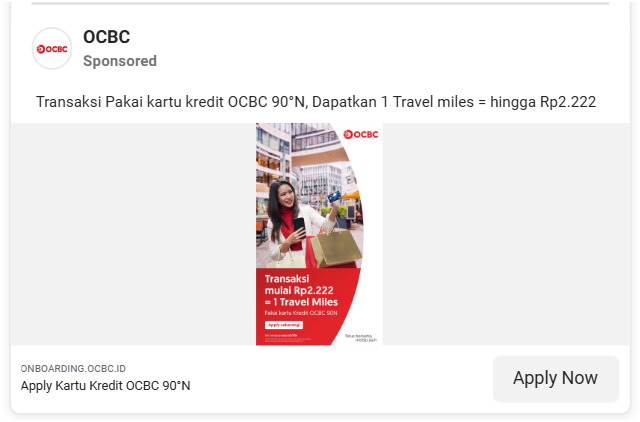 OCBC
OCBC
Sponsored
Transaksi Pakai kartu kredit OCBC 90°N, Dapatkan 1 Travel miles = hingga Rp2.222
OCBC
Transaksi
mulai Rp2.222
= 1 Travel Miles
Pakai kartu Kredit OCBC 90N
Apply sekarang!
ONBOARDING.OCBC.ID
Apply Kartu Kredit OCBC 90°N
Apply Now